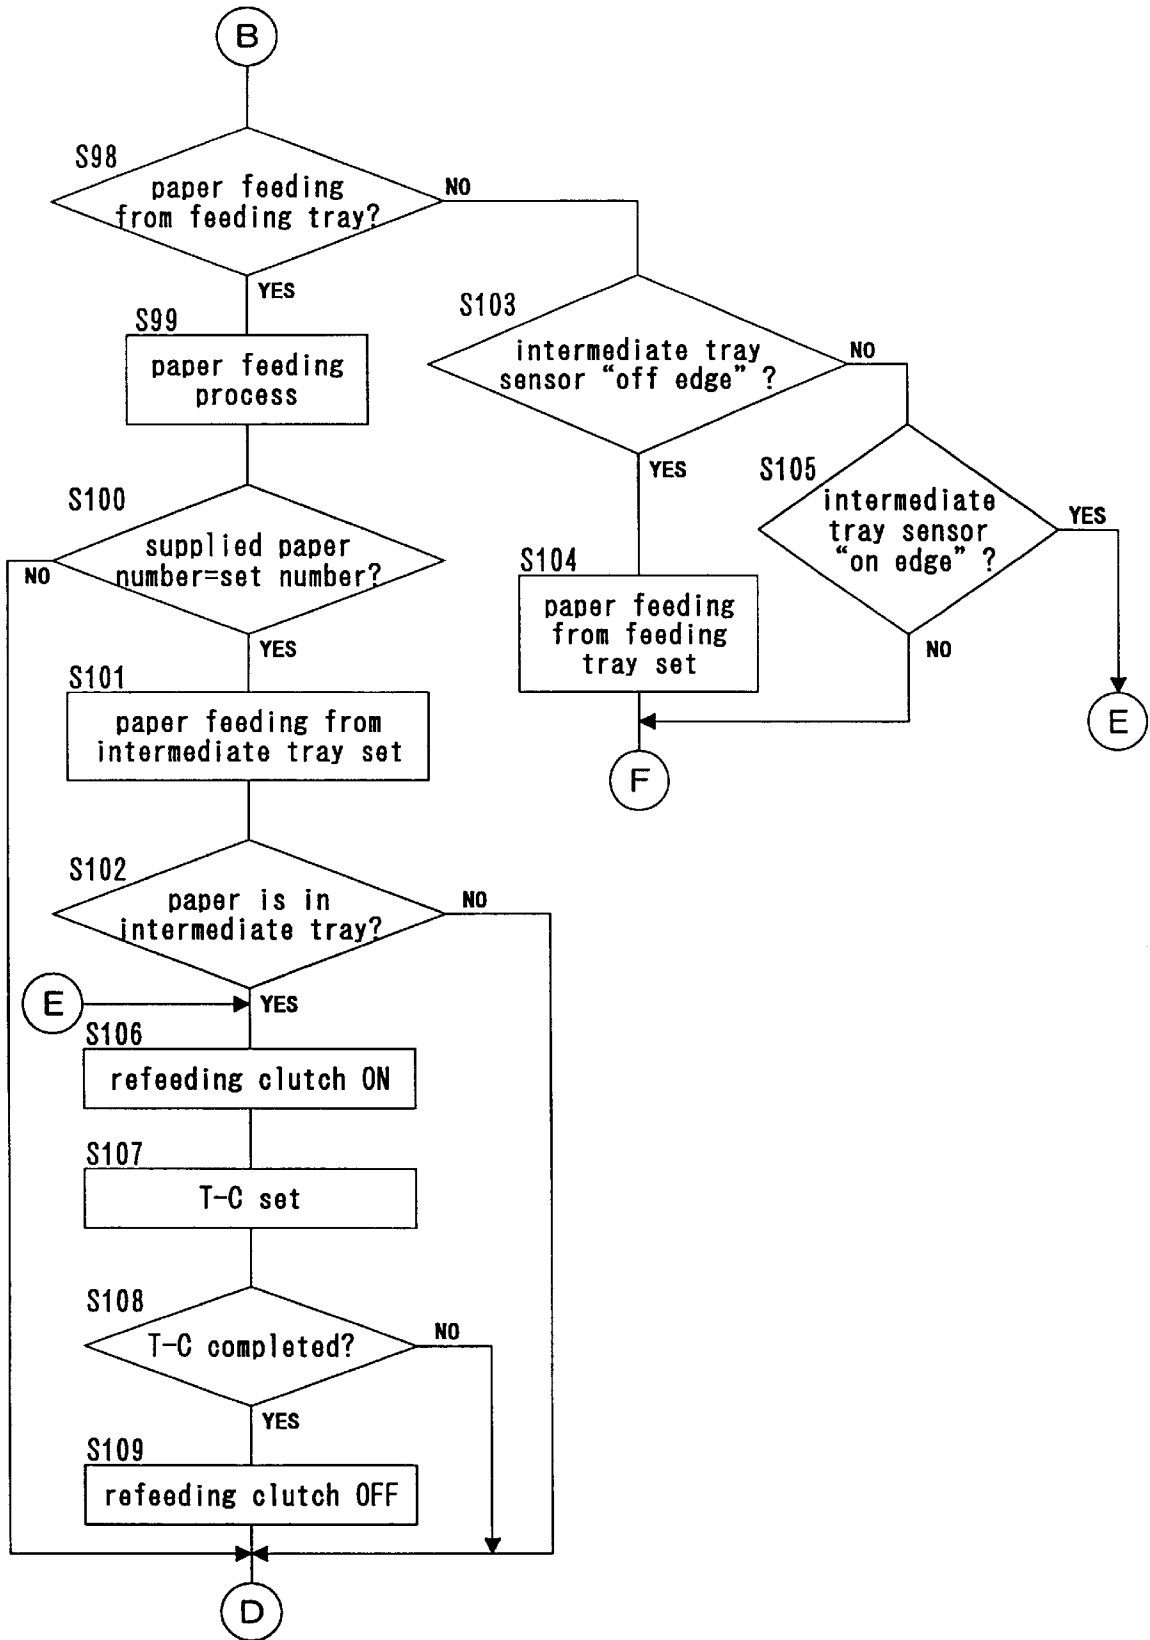 B
S98
paper feeding
from feeding tray?
NO
YES
S99
paper feeding
process
S100
supplied paper
number=set number?
NO
YES
S101
paper feeding from
intermediate tray set
S102
paper is in
intermediate tray?
NO
YES
E
S106
refeeding clutch ON
S107
T-C set
S108
T-C completed?
NO
YES
S109
refeeding clutch OFF
D
S103
intermediate tray
sensor “off edge” ?
NO
YES
S104
paper feeding
from feeding
tray set
F
S105
intermediate
tray sensor
“on edge” ?
YES
NO
E